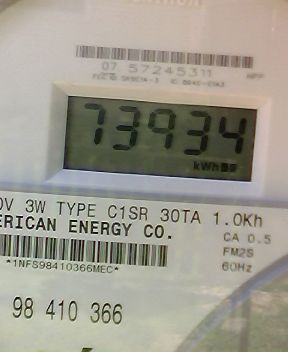 07 57245311
73934
kWh
0V 3W TYPE C1SR 30TA 1.0Kh
ERICAN ENERGY CO.
CA 0.5
FM2S
60Hz
*1NFS98410366MEC*
98 410 366